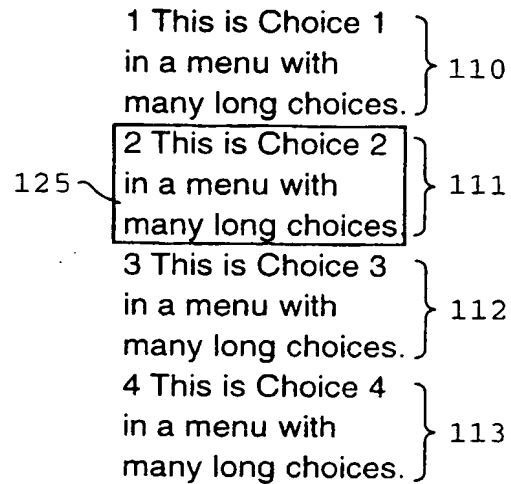 1 This is Choice 1
in a menu with
many long choices.
110
2 This is Choice 2
in a menu with
many long choices.
125
111
3 This is Choice 3
in a menu with
many long choices.
112
4 This is Choice 4
in a menu with
many long choices.
113